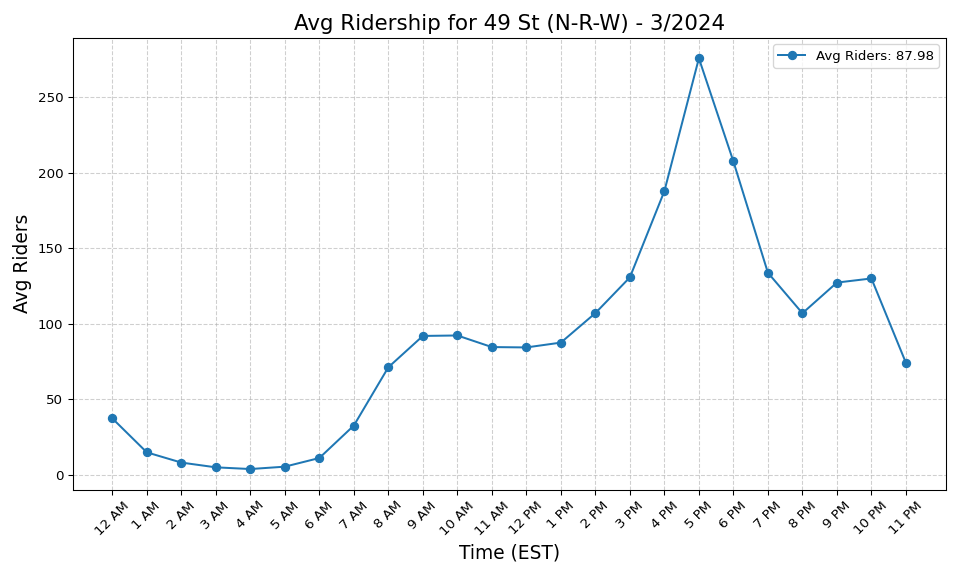 Avg Ridership for 49 St (N-R-W) - 3/2024
Avg Riders: 87.98
Avg Riders
250
200
150
100
50
0
12 AM
1 AM
2 AM
3 AM
4 AM
5 AM
6 AM
7 AM
8 AM
9 AM
10 AM
11 AM
12 PM
1 PM
2 PM
3 PM
4 PM
5 PM
6 PM
7 PM
8 PM
9 PM
10 PM
11 PM
Time (EST)